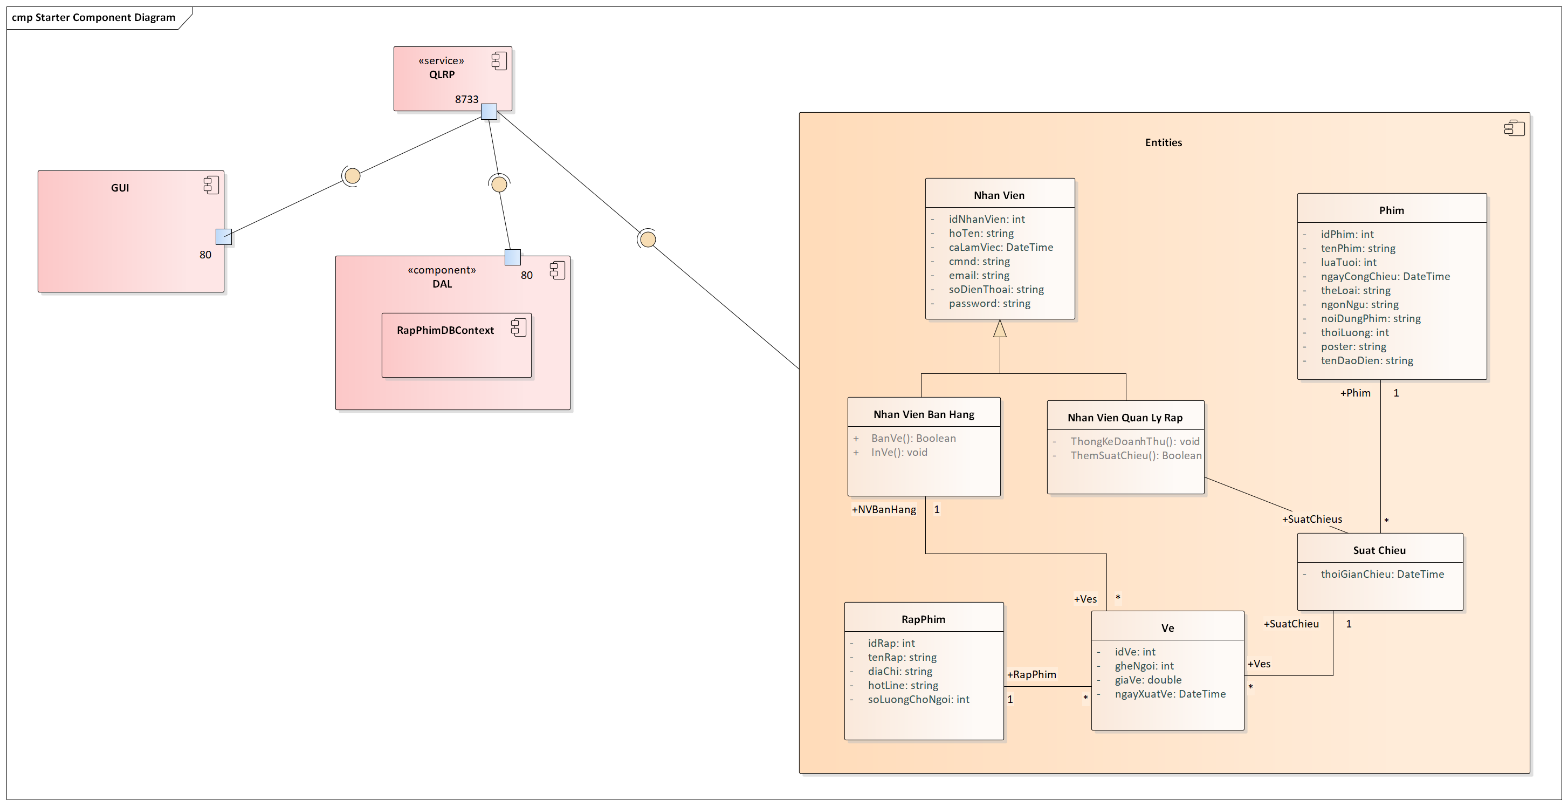 cmp Starter Component Diagram
«service»
QLRP
8733
GUI
80
«component»
DAL
80
RapPhimDBContext
Entities
Nhan Vien
- idNhanVien: int
- hoTen: string
- caLamViec: DateTime
- cmnd: string
- email: string
- soDienThoai: string
- password: string
Phim
- idPhim: int
- tenPhim: string
- luaTuoi: int
- ngayCongChieu: DateTime
- theLoai: string
- ngonNgu: string
- noiDungPhim: string
- thoiLuong: int
- poster: string
- tenDaoDien: string
+Phim 1
Nhan Vien Ban Hang
+ BanVe(): Boolean
+ InVe(): void
Nhan Vien Quan Ly Rap
- ThongKeDoanhThu(): void
- ThemSuatChieu(): Boolean
+NVBanHang 1
+SuatChieus *
Suat Chieu
- thoiGianChieu: DateTime
+Ves *
+SuatChieu 1
RapPhim
- idRap: int
- tenRap: string
- diaChi: string
- hotLine: string
- soLuongChoNgoi: int
+RapPhim
1 *
Ve
- idVe: int
- gheNgoi: int
- giaVe: double
- ngayXuatVe: DateTime
+Ves
*